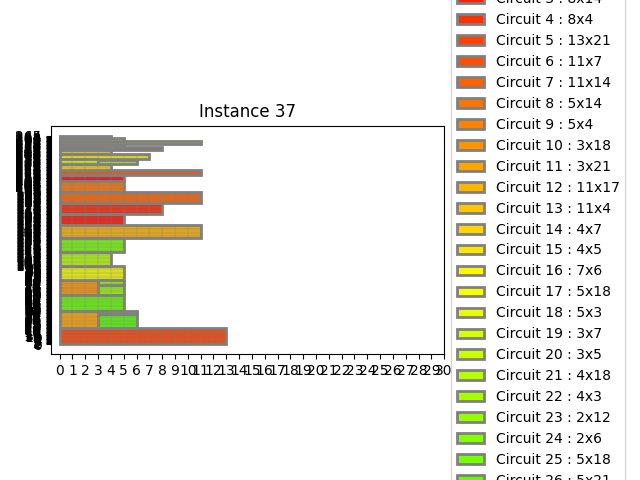 Instance 37
0 1 2 3 4 5 6 7 8 9 10 11 12 13 14 15 16 17 18 19 20 21 22 23 24 25 26 27 28 29 30
Circuit 3 : 8x14
Circuit 4 : 8x4
Circuit 5 : 13x21
Circuit 6 : 11x7
Circuit 7 : 11x14
Circuit 8 : 5x14
Circuit 9 : 5x4
Circuit 10 : 3x18
Circuit 11 : 3x21
Circuit 12 : 11x17
Circuit 13 : 11x4
Circuit 14 : 4x7
Circuit 15 : 4x5
Circuit 16 : 7x6
Circuit 17 : 5x18
Circuit 18 : 5x3
Circuit 19 : 3x7
Circuit 20 : 3x5
Circuit 21 : 4x18
Circuit 22 : 4x3
Circuit 23 : 2x12
Circuit 24 : 2x6
Circuit 25 : 5x18
Circuit 26 : 5x21